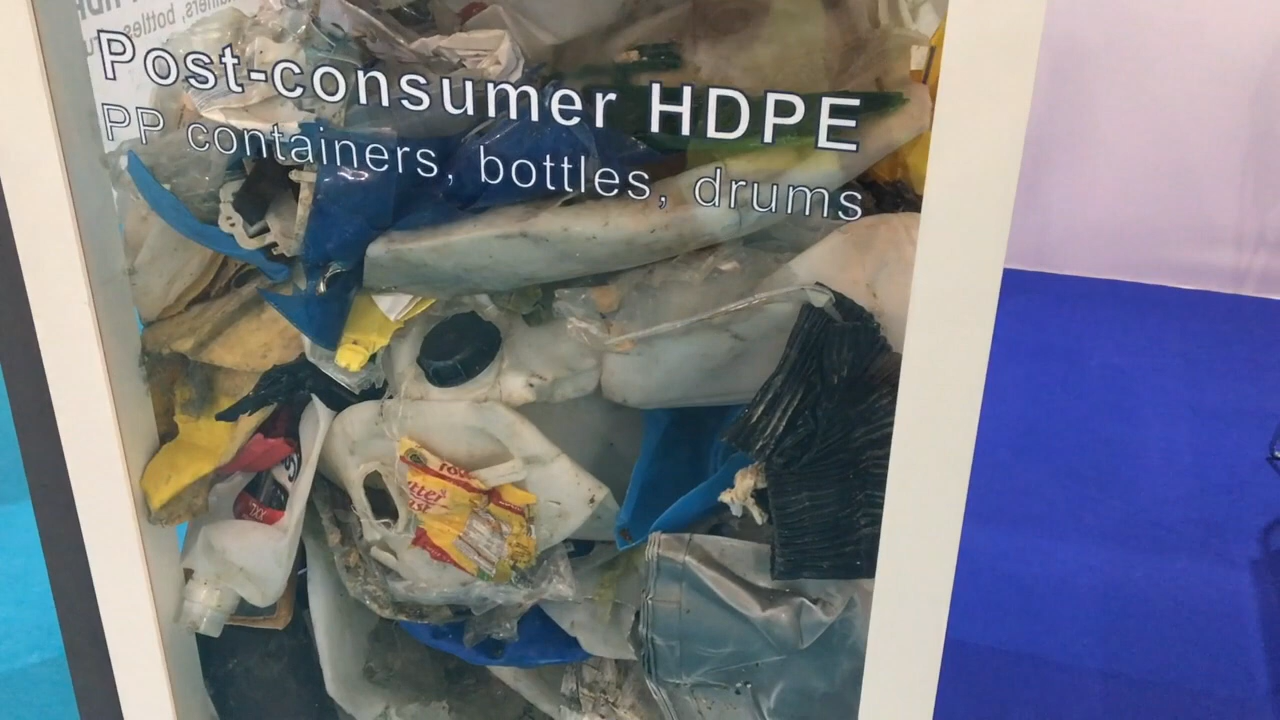 Post-consumer HDPE
PP containers, bottles, drums